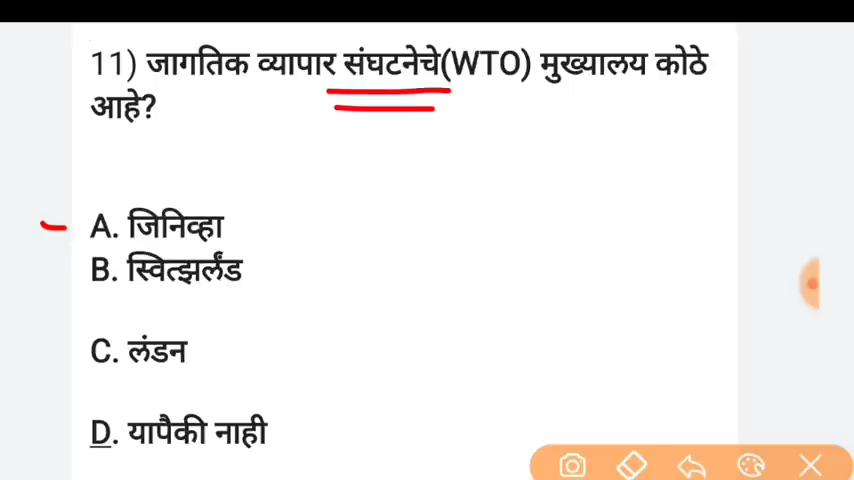 11) जागतिक व्यापार संघटनेचे(WTO) मुख्यालय कोठे
आहे?
A. जिनिव्हा
B. स्वित्झर्लंड
C. लंडन
D. यापैकी नाही